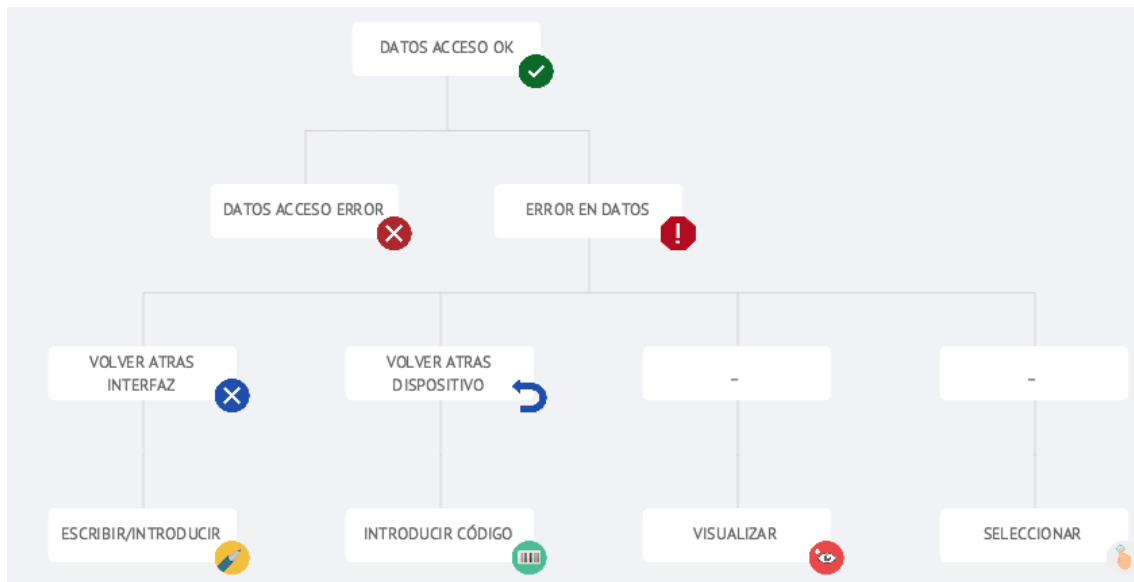 DATOS ACCESO OK
DATOS ACCESO ERROR
ERROR EN DATOS
VOLVER ATRAS
INTERFAZ
VOLVER ATRAS
DISPOSITIVO
-
-
ESCRIBIR/INTRODUCIR
INTRODUCIR CÓDIGO
VISUALIZAR
SELECCIONAR